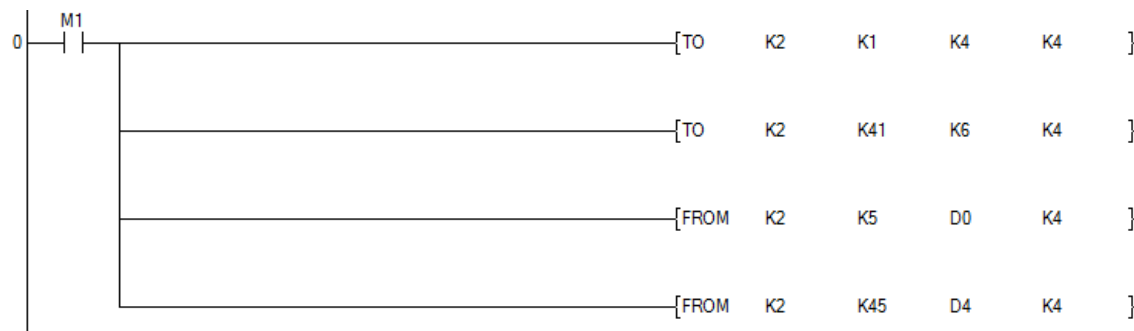 M1
0 [TO K2 K1 K4 K4 ]
[TO K2 K41 K6 K4 ]
[FROM K2 K5 D0 K4 ]
[FROM K2 K45 D4 K4 ]